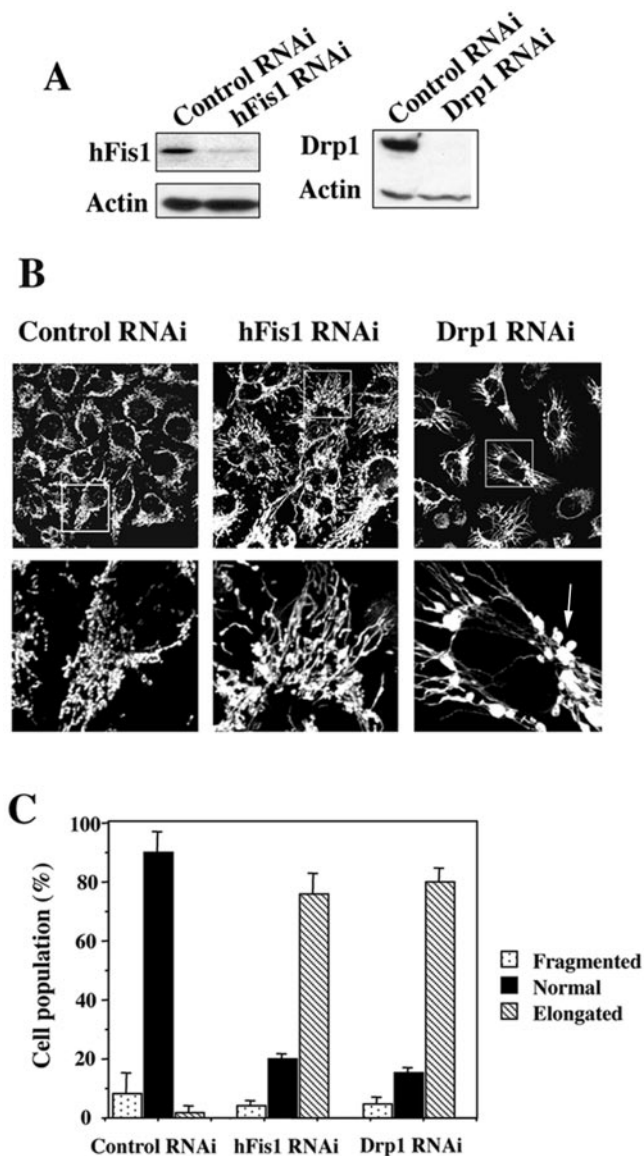 A
Control RNAi
hFis1 RNAi
Control RNAi
Drp1 RNAi
hFis1
Actin
Drp1
Actin
B
Control RNAi
hFis1 RNAi
Drp1 RNAi
C
Cell population (%)
100
80
60
40
20
0
Control RNAi
hFis1 RNAi
Drp1 RNAi
Fragmented
Normal
Elongated